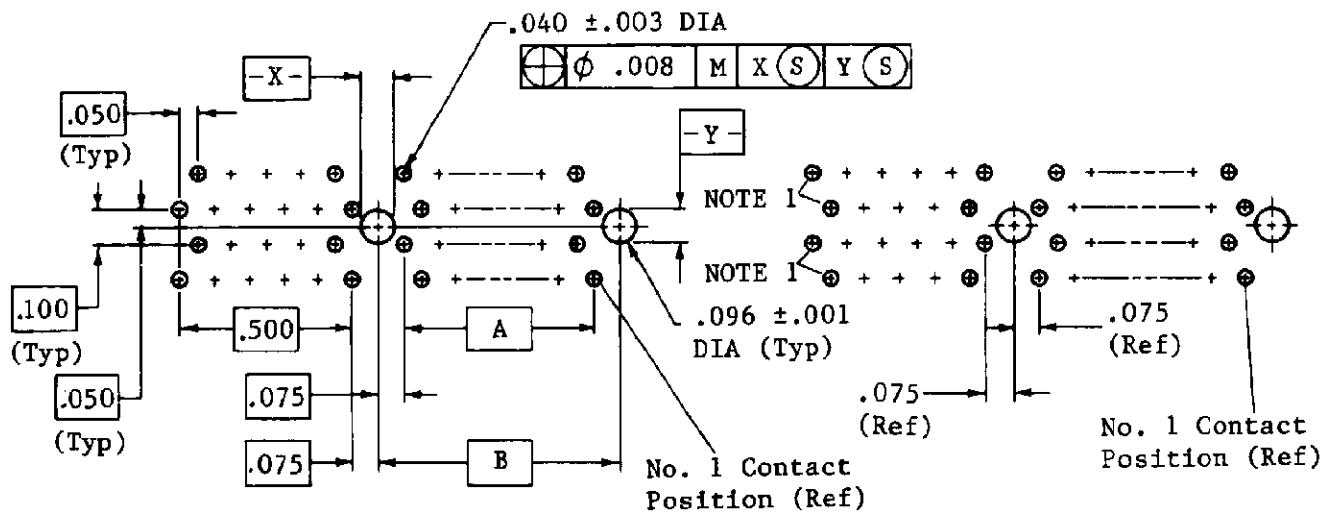 .040 ±.003 DIA
⌖ ϕ .008 M X Ⓢ Y Ⓢ
-X-
.050
(Typ)
-Y-
NOTE 1
NOTE 1
.100
(Typ)
.500
A
.096 ±.001
DIA (Typ)
.075
(Ref)
.050
(Typ)
.075
.075
(Ref)
.075
B
No. 1 Contact
Position (Ref)
No. 1 Contact
Position (Ref)